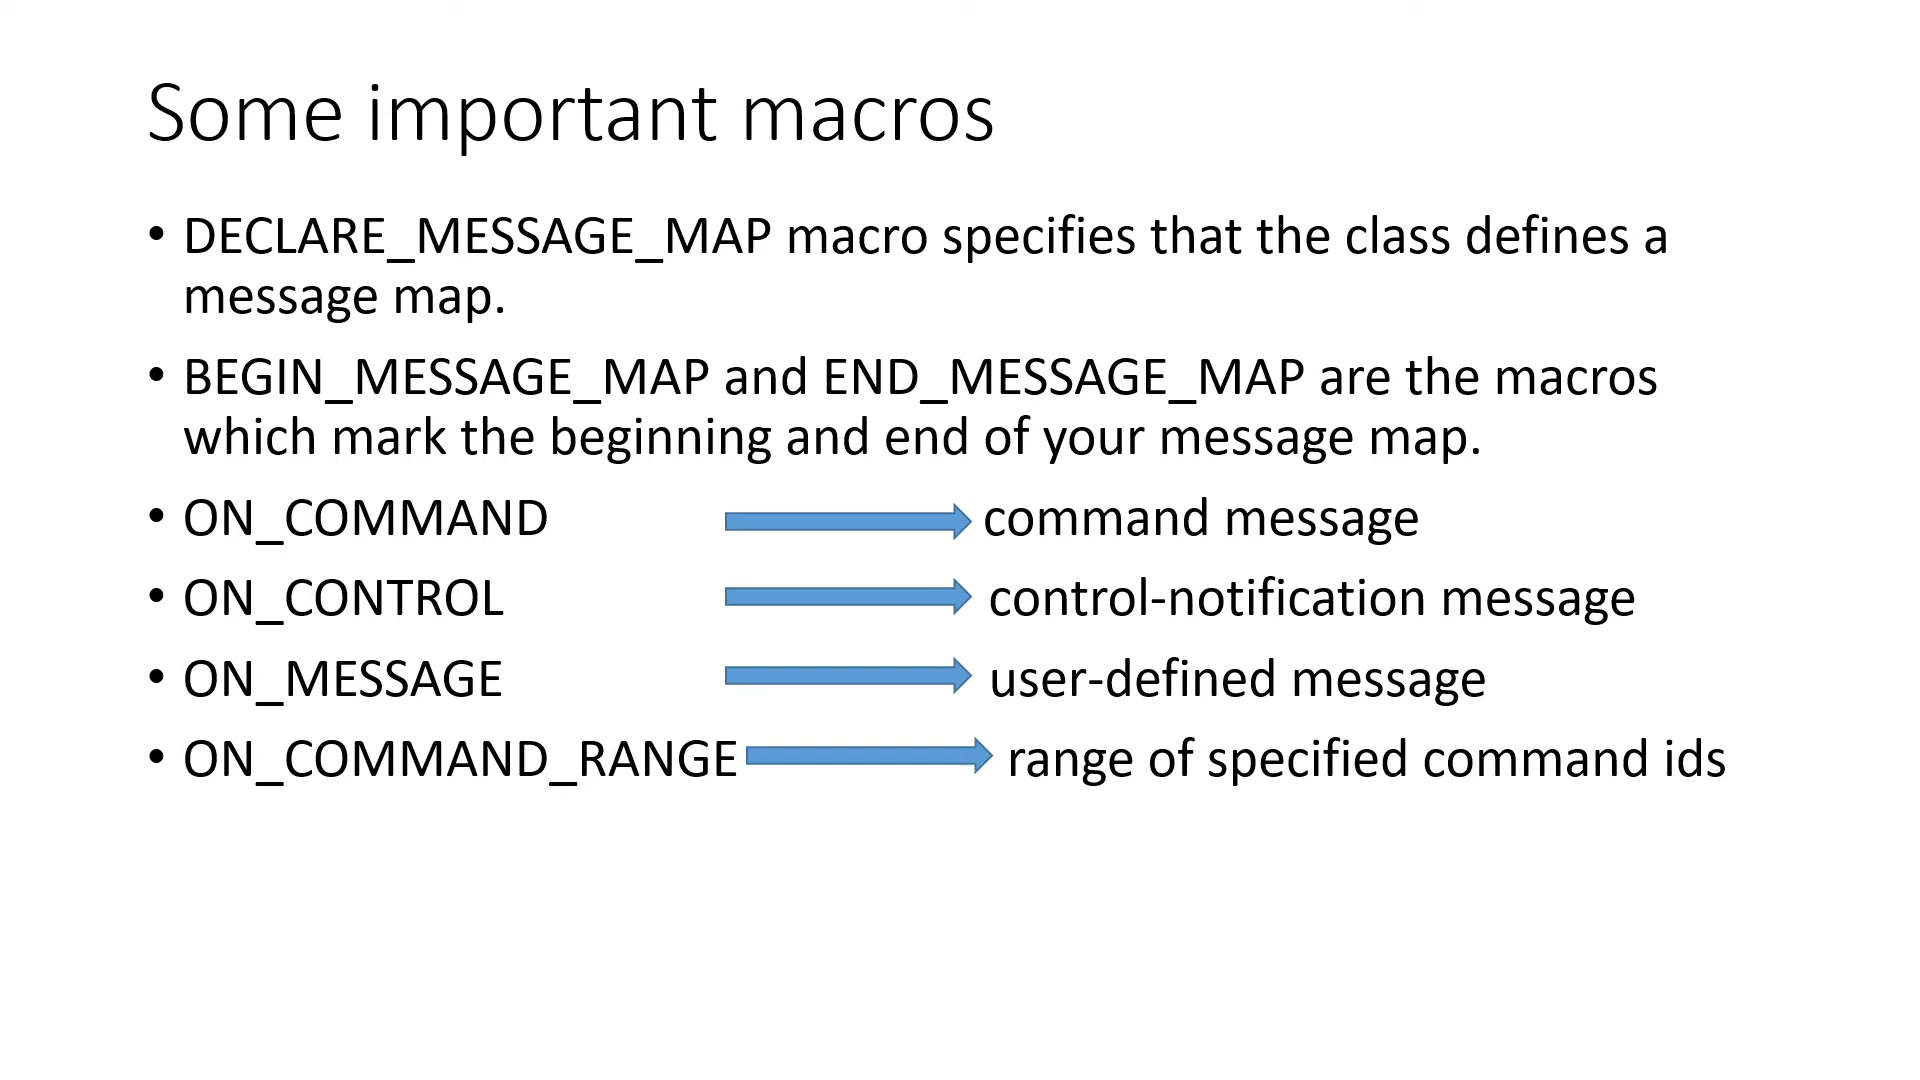 Some important macros
• DECLARE_MESSAGE_MAP macro specifies that the class defines a
message map.
• BEGIN_MESSAGE_MAP and END_MESSAGE_MAP are the macros
which mark the beginning and end of your message map.
• ON_COMMAND command message
• ON_CONTROL control-notification message
• ON_MESSAGE user-defined message
• ON_COMMAND_RANGE range of specified command ids